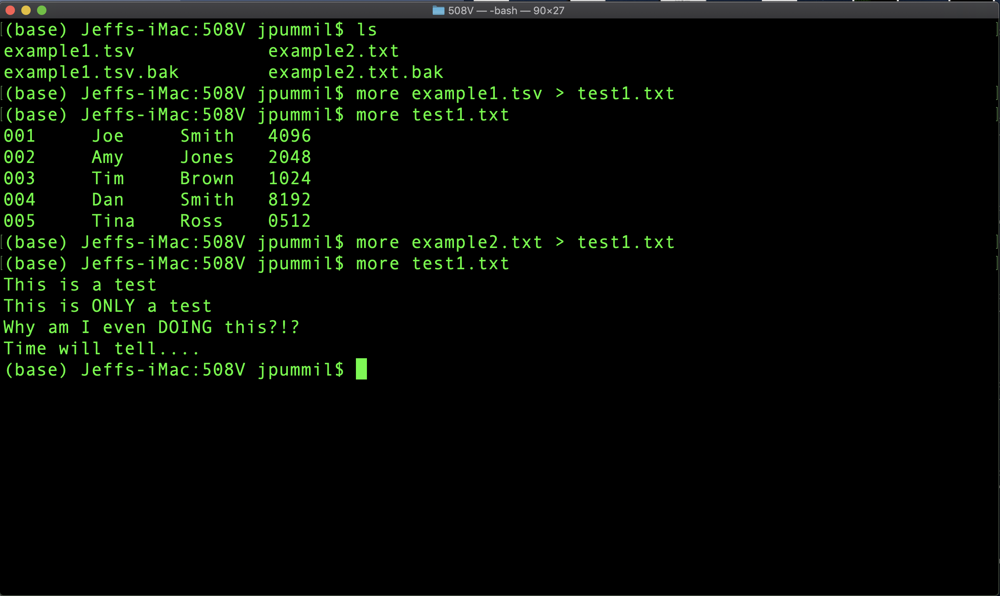 508V — -bash — 90×27
(base) Jeffs-iMac:508V jpummil$ ls
example1.tsv            example2.txt
example1.tsv.bak        example2.txt.bak
(base) Jeffs-iMac:508V jpummil$ more example1.tsv > test1.txt
(base) Jeffs-iMac:508V jpummil$ more test1.txt
001     Joe     Smith   4096
002     Amy     Jones   2048
003     Tim     Brown   1024
004     Dan     Smith   8192
005     Tina    Ross    0512
(base) Jeffs-iMac:508V jpummil$ more example2.txt > test1.txt
(base) Jeffs-iMac:508V jpummil$ more test1.txt
This is a test
This is ONLY a test
Why am I even DOING this?!?
Time will tell....
(base) Jeffs-iMac:508V jpummil$